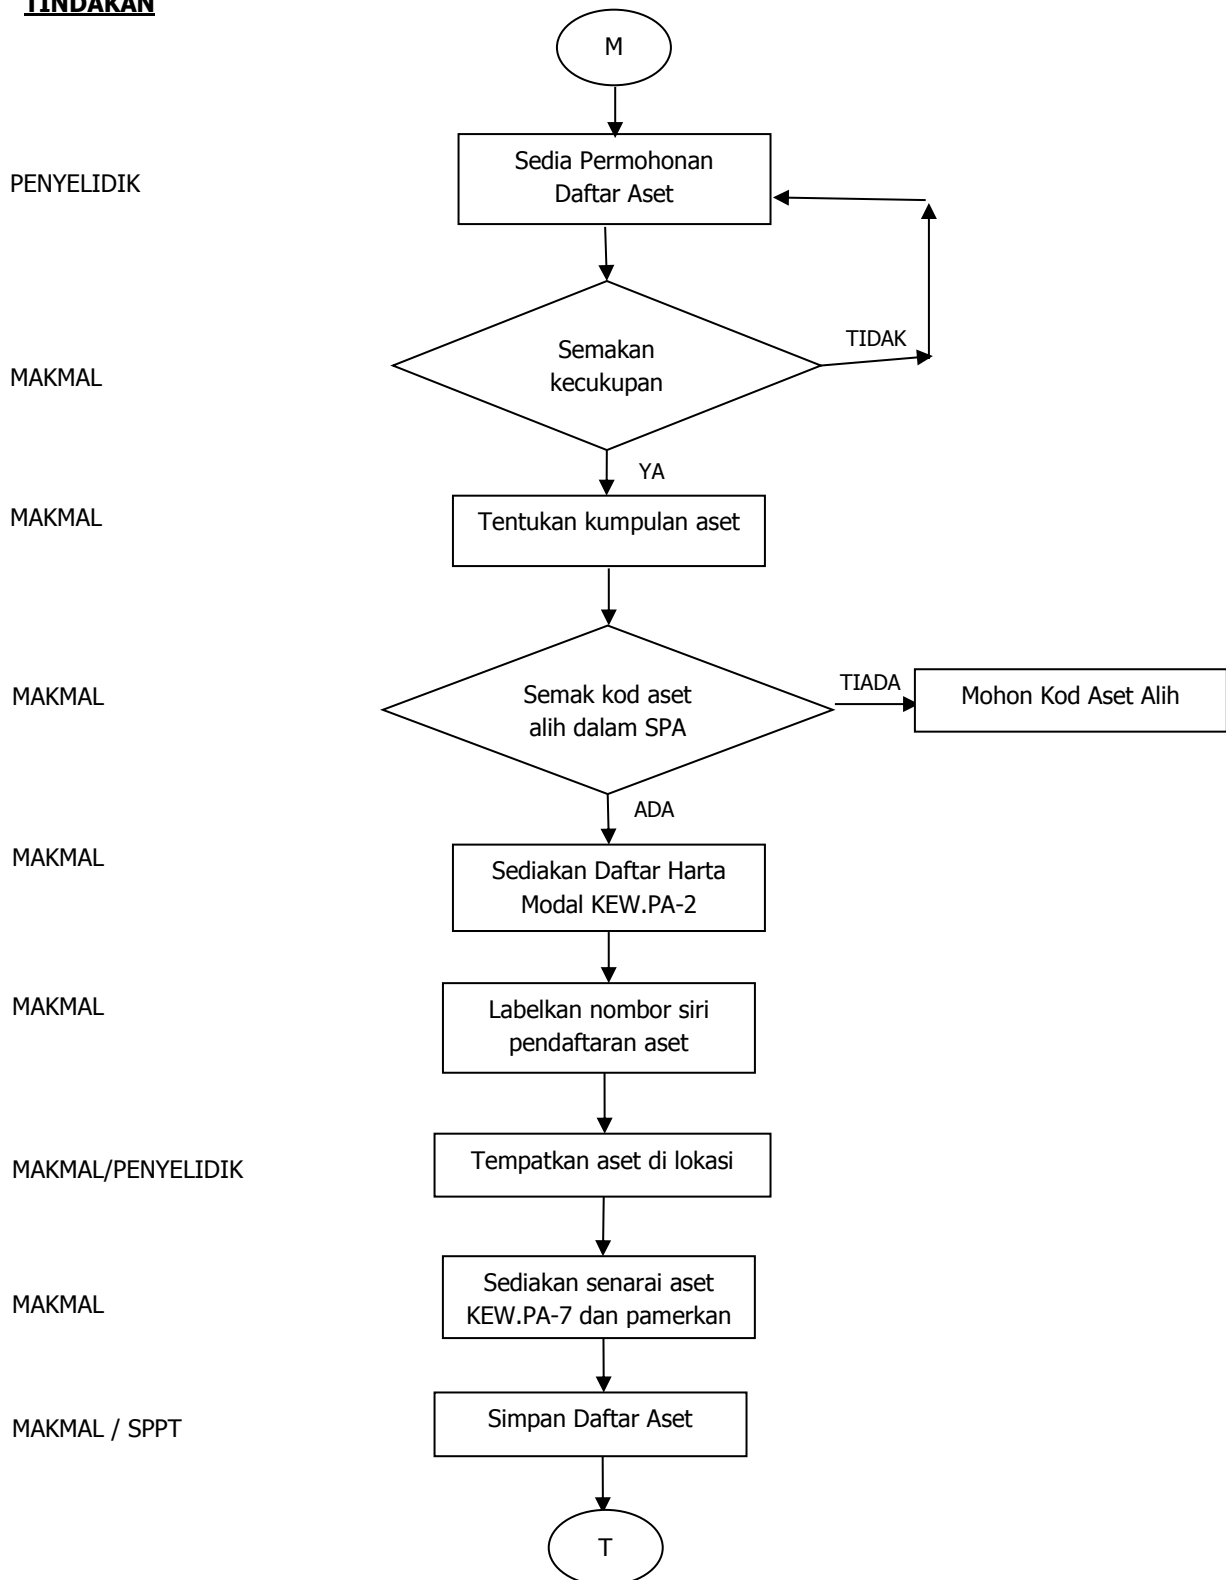 TINDAKAN
M
PENYELIDIK
Sedia Permohonan
Daftar Aset
MAKMAL
Semakan
kecukupan
TIDAK
YA
MAKMAL
Tentukan kumpulan aset
MAKMAL
Semak kod aset
alih dalam SPA
TIADA
Mohon Kod Aset Alih
ADA
MAKMAL
Sediakan Daftar Harta
Modal KEW.PA-2
MAKMAL
Labelkan nombor siri
pendaftaran aset
MAKMAL/PENYELIDIK
Tempatkan aset di lokasi
MAKMAL
Sediakan senarai aset
KEW.PA-7 dan pamerkan
MAKMAL / SPPT
Simpan Daftar Aset
T